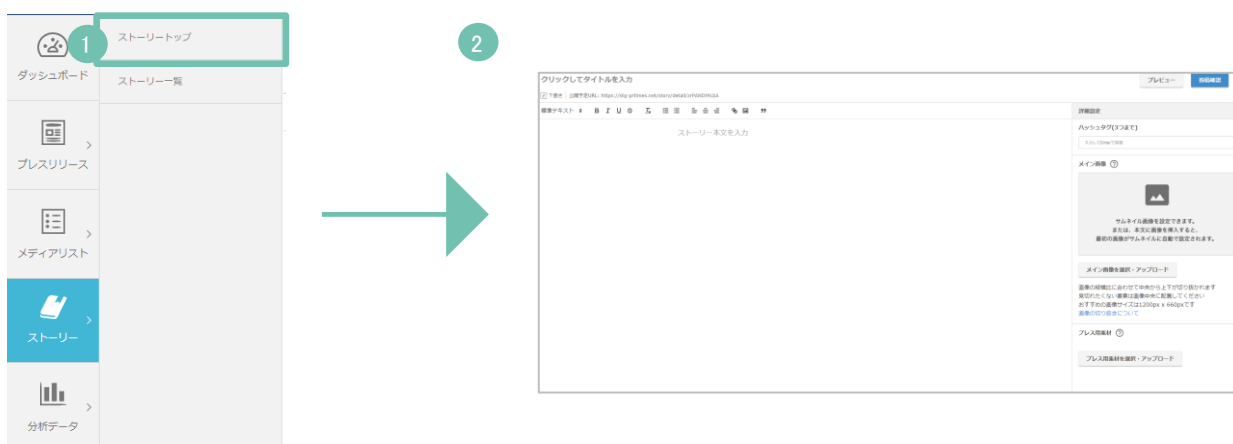 1
ストーリートップ
ダッシュボード
ストーリー一覧
プレスリリース
メディアリスト
ストーリー
分析データ
2
クリックしてタイトルを入力
プレビュー
投稿確認
下書き
公開予定URL:
標準テキスト
B I U
ストーリー本文を入力
詳細設定
ハッシュタグ(3つまで)
メイン画像 ?
サムネイル画像を設定できます。
または、本文に画像を挿入すると、
最初の画像がサムネイルに自動で設定されます。
メイン画像を選択・アップロード
画像の縦横比に合わせて中央から上下が切り抜かれます
見切れたくない要素は画像中央に配置してください
おすすめの画像サイズは1200px x 660pxです
画像の切り抜きについて
プレス用素材 ?
プレス用素材を選択・アップロード